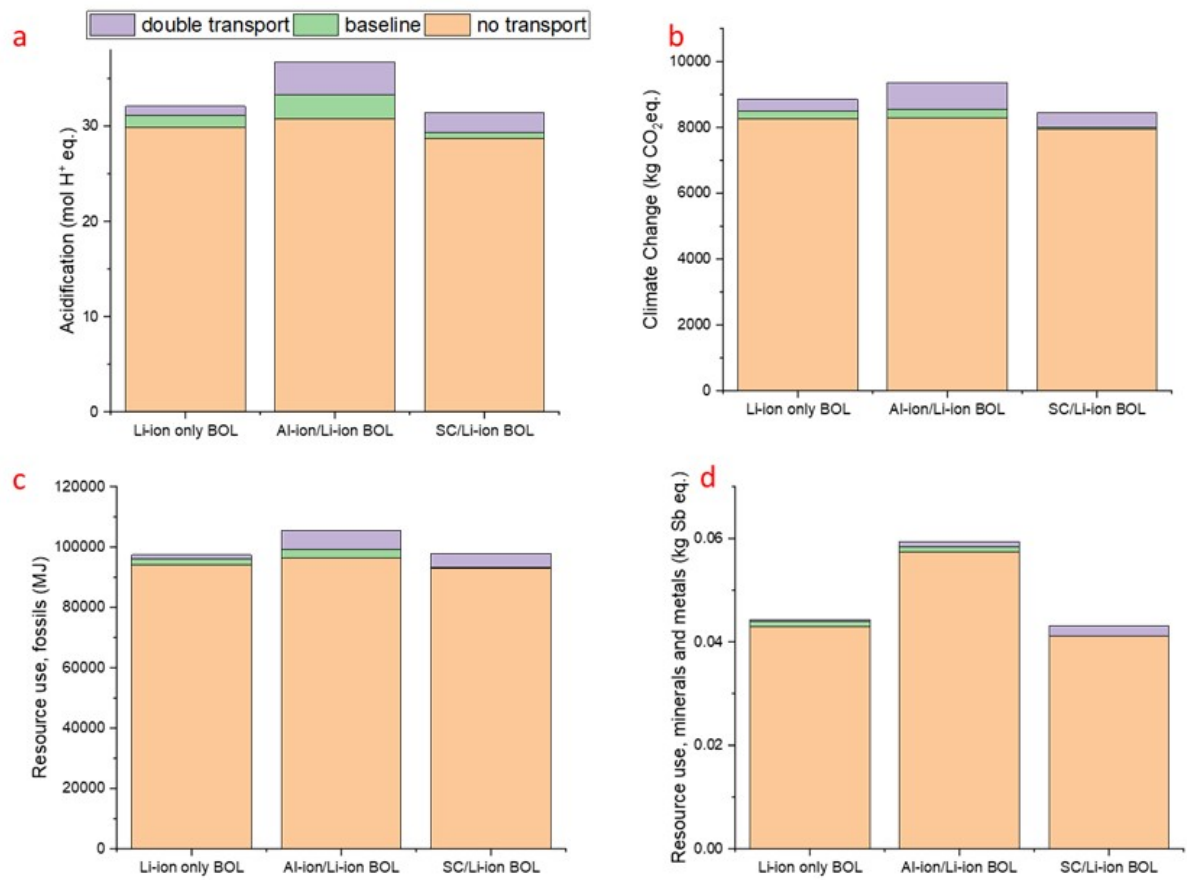 double transport baseline no transport
a
Acidification (mol H⁺ eq.)
30
20
10
0
Li-ion only BOL Al-ion/Li-ion BOL SC/Li-ion BOL
b
Climate Change (kg CO₂eq.)
10000
8000
6000
4000
2000
0
Li-ion only BOL Al-ion/Li-ion BOL SC/Li-ion BOL
c
Resource use, fossils (MJ)
120000
100000
80000
60000
40000
20000
0
Li-ion only BOL Al-ion/Li-ion BOL SC/Li-ion BOL
d
Resource use, minerals and metals (kg Sb eq.)
0.06
0.04
0.02
0.00
Li-ion only BOL Al-ion/Li-ion BOL SC/Li-ion BOL